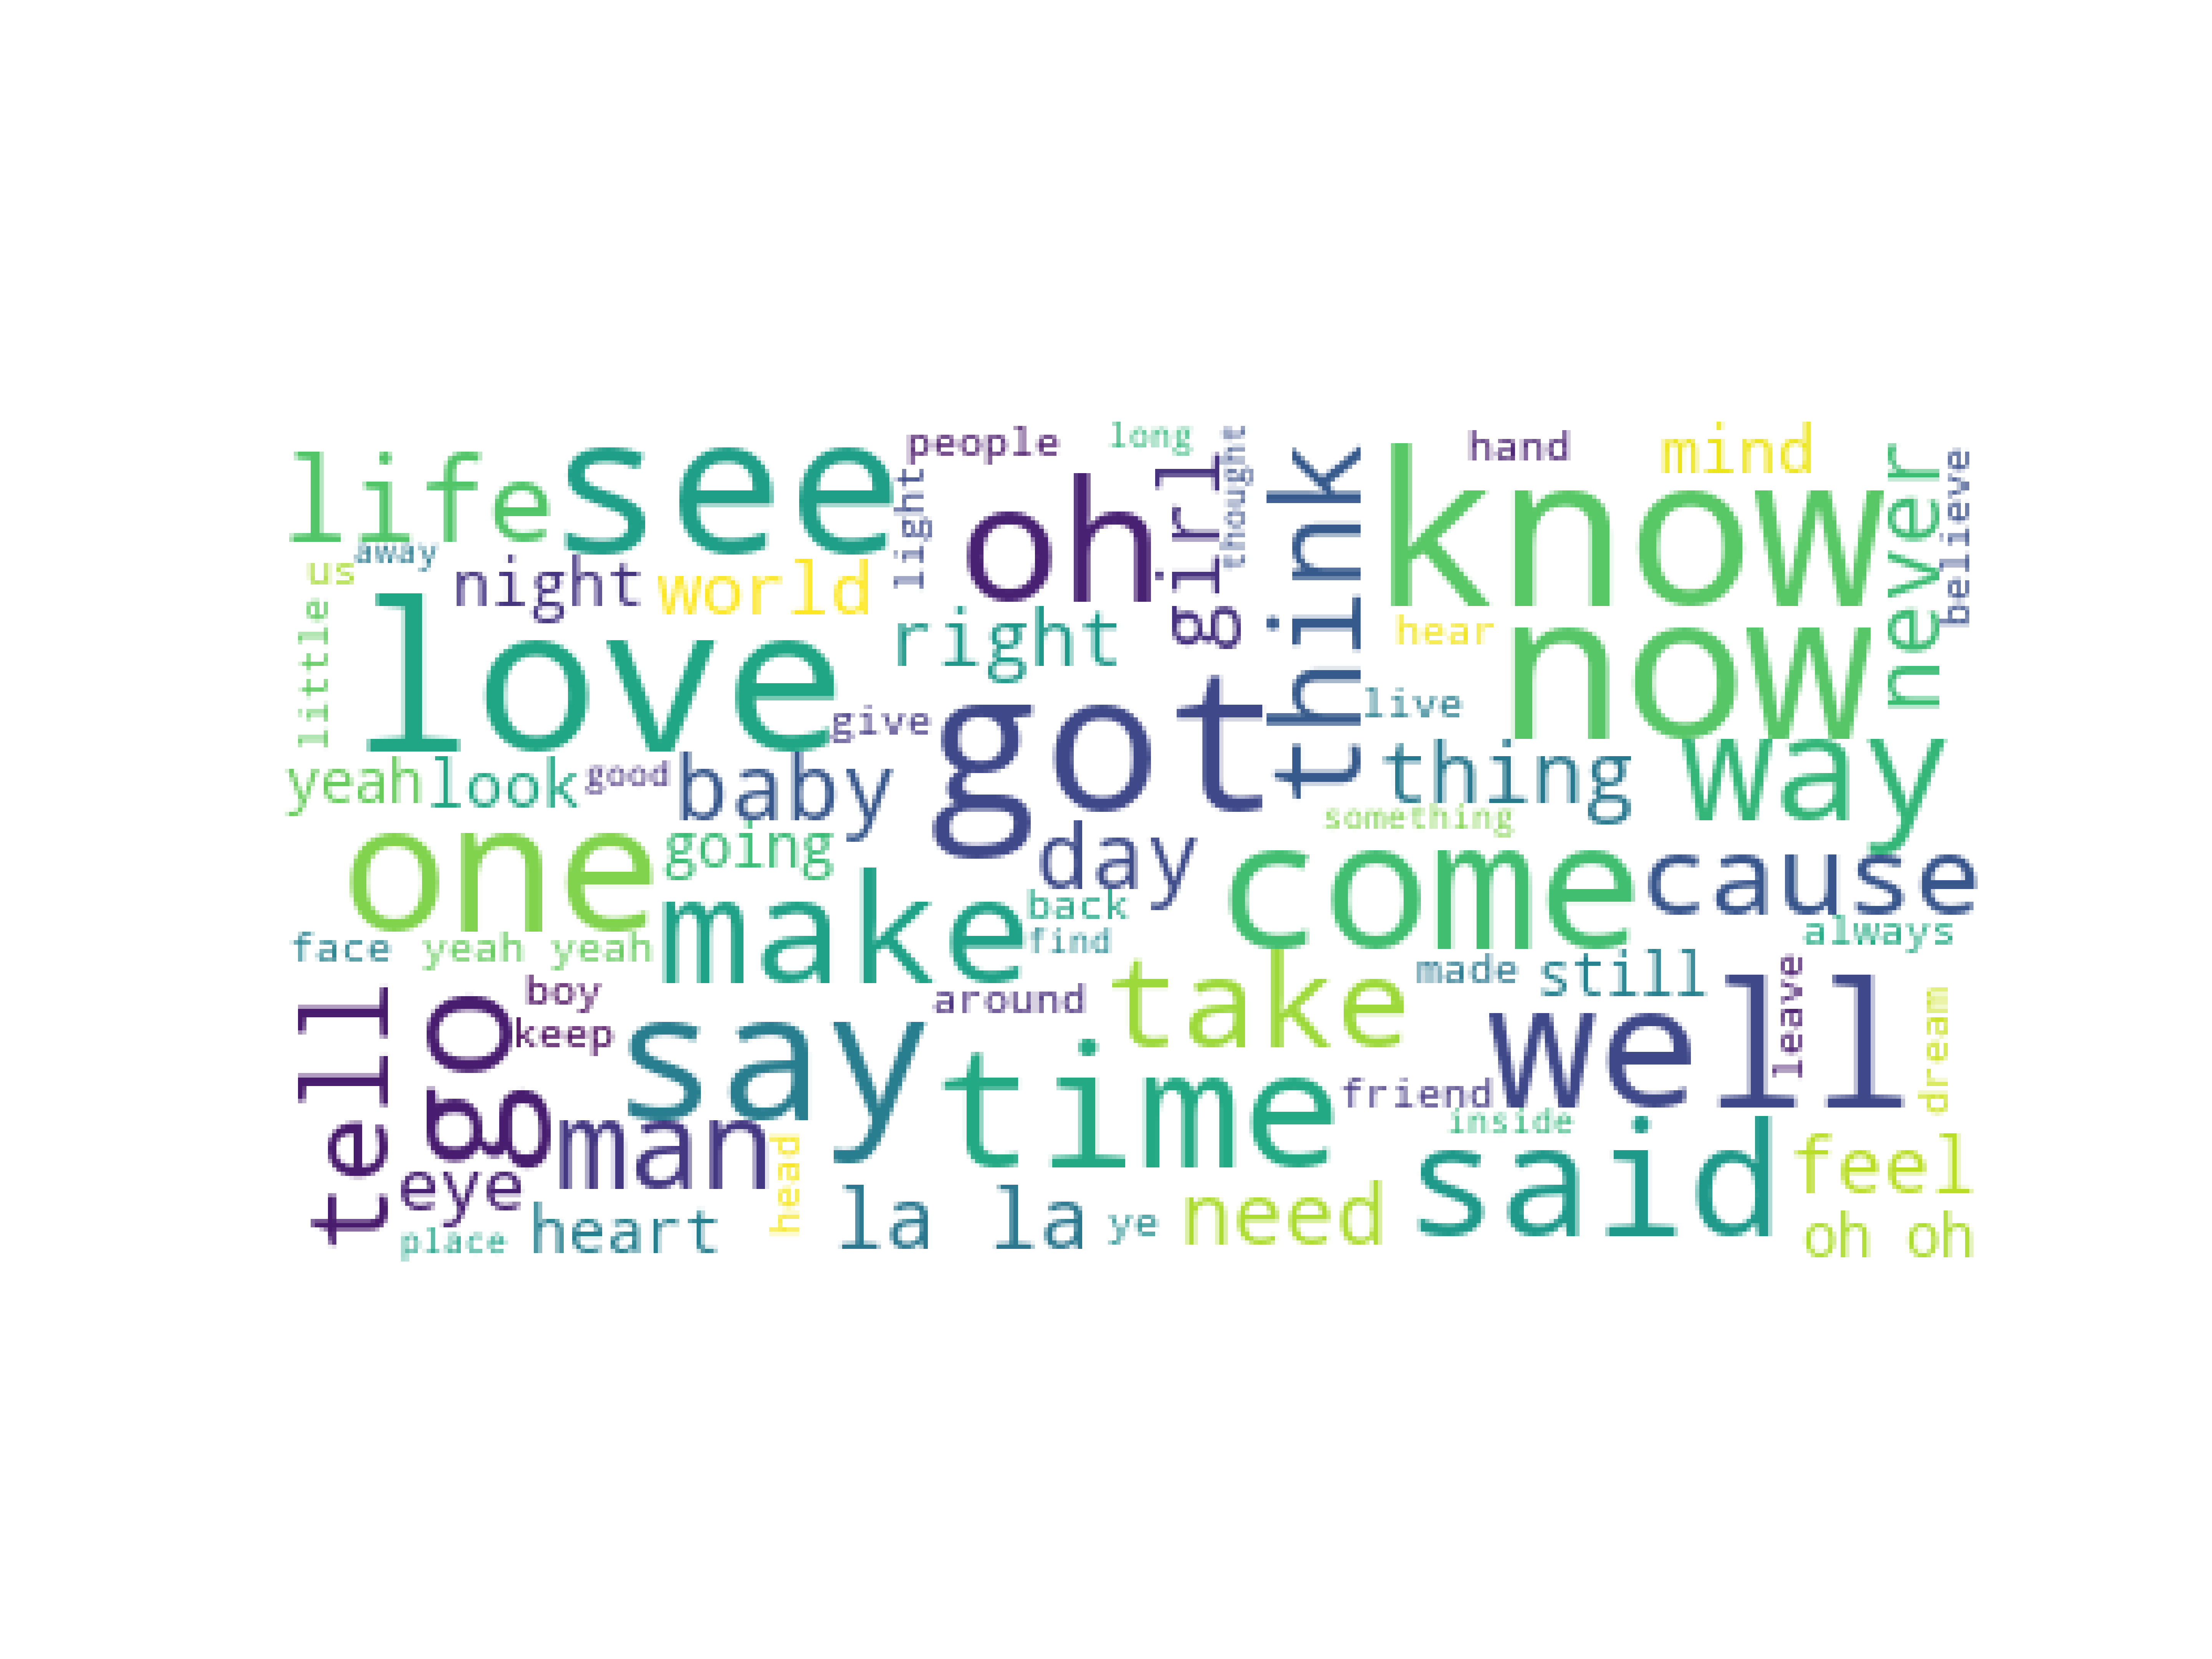 people long hand mind
life see light oh girl thought think know never believe
us away night world right hear now
little love give got live
yeah look good baby thing way
something
one going day come cause
make back always
face yeah yeah find
tell go boy keep say around take made still well leave dream
time friend
man inside said feel
eye head
place heart la la ye need oh oh